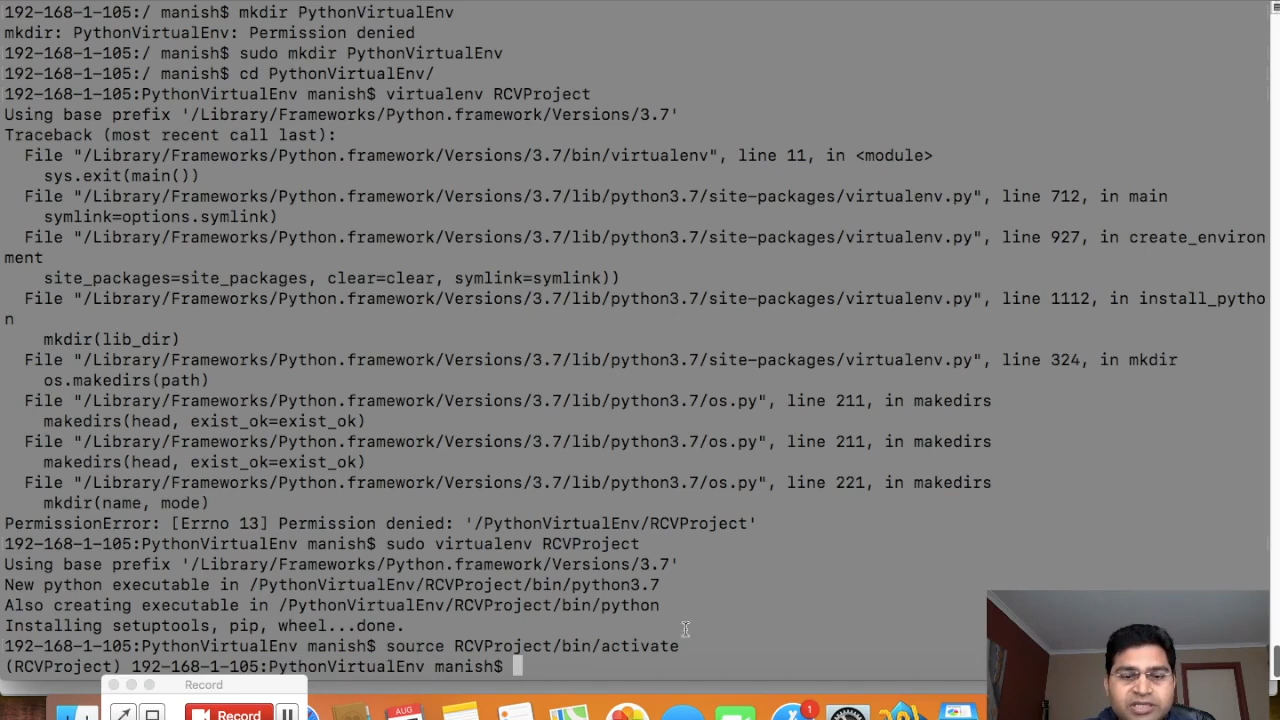 192-168-1-105:/ manish$ mkdir PythonVirtualEnv
mkdir: PythonVirtualEnv: Permission denied
192-168-1-105:/ manish$ sudo mkdir PythonVirtualEnv
192-168-1-105:/ manish$ cd PythonVirtualEnv/
192-168-1-105:PythonVirtualEnv manish$ virtualenv RCVProject
Using base prefix '/Library/Frameworks/Python.framework/Versions/3.7'
Traceback (most recent call last):
  File "/Library/Frameworks/Python.framework/Versions/3.7/bin/virtualenv", line 11, in <module>
    sys.exit(main())
  File "/Library/Frameworks/Python.framework/Versions/3.7/lib/python3.7/site-packages/virtualenv.py", line 712, in main
    symlink=options.symlink)
  File "/Library/Frameworks/Python.framework/Versions/3.7/lib/python3.7/site-packages/virtualenv.py", line 927, in create_environ
ment
    site_packages=site_packages, clear=clear, symlink=symlink))
  File "/Library/Frameworks/Python.framework/Versions/3.7/lib/python3.7/site-packages/virtualenv.py", line 1112, in install_pytho
n
    mkdir(lib_dir)
  File "/Library/Frameworks/Python.framework/Versions/3.7/lib/python3.7/site-packages/virtualenv.py", line 324, in mkdir
    os.makedirs(path)
  File "/Library/Frameworks/Python.framework/Versions/3.7/lib/python3.7/os.py", line 211, in makedirs
    makedirs(head, exist_ok=exist_ok)
  File "/Library/Frameworks/Python.framework/Versions/3.7/lib/python3.7/os.py", line 211, in makedirs
    makedirs(head, exist_ok=exist_ok)
  File "/Library/Frameworks/Python.framework/Versions/3.7/lib/python3.7/os.py", line 221, in makedirs
    mkdir(name, mode)
PermissionError: [Errno 13] Permission denied: '/PythonVirtualEnv/RCVProject'
192-168-1-105:PythonVirtualEnv manish$ sudo virtualenv RCVProject
Using base prefix '/Library/Frameworks/Python.framework/Versions/3.7'
New python executable in /PythonVirtualEnv/RCVProject/bin/python3.7
Also creating executable in /PythonVirtualEnv/RCVProject/bin/python
Installing setuptools, pip, wheel...done.
192-168-1-105:PythonVirtualEnv manish$ source RCVProject/bin/activate
(RCVProject) 192-168-1-105:PythonVirtualEnv manish$
Record
Record
AUG
1